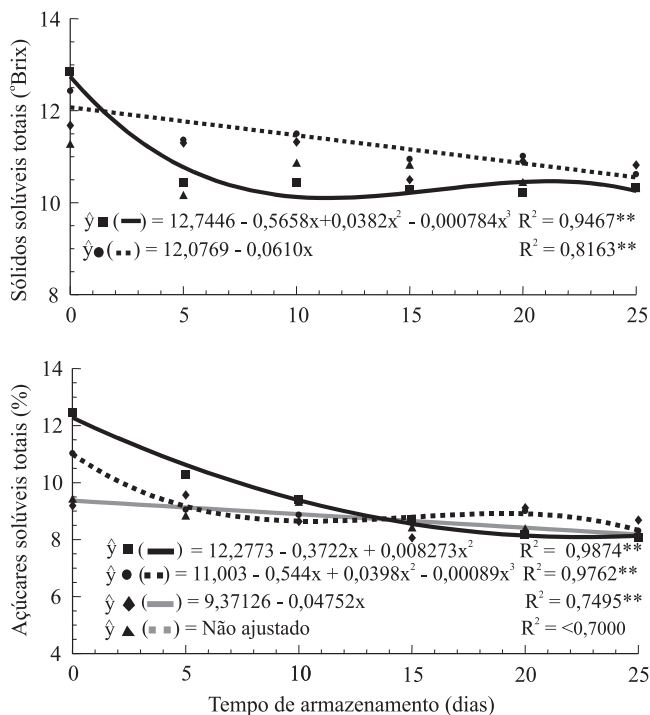 14
12
10
8
Sólidos solúveis totais (ºBrix)
ŷ ■ (━) = 12,7446 - 0,5658x+0,0382x² - 0,000784x³ R² = 0,9467**
ŷ ● (▪▪▪) = 12,0769 - 0,0610x R² = 0,8163**
0 5 10 15 20 25
14
12
10
8
6
4
Açúcares solúveis totais (%)
ŷ ■ (━) = 12,2773 - 0,3722x + 0,008273x² R² = 0,9874**
ŷ ● (▪▪▪) = 11,003 - 0,544x + 0,0398x² - 0,00089x³ R² = 0,9762**
ŷ ♦ (━) = 9,37126 - 0,04752x R² = 0,7495**
ŷ ▲ (▪▪▪) = Não ajustado R² = <0,7000
0 5 10 15 20 25
Tempo de armazenamento (dias)